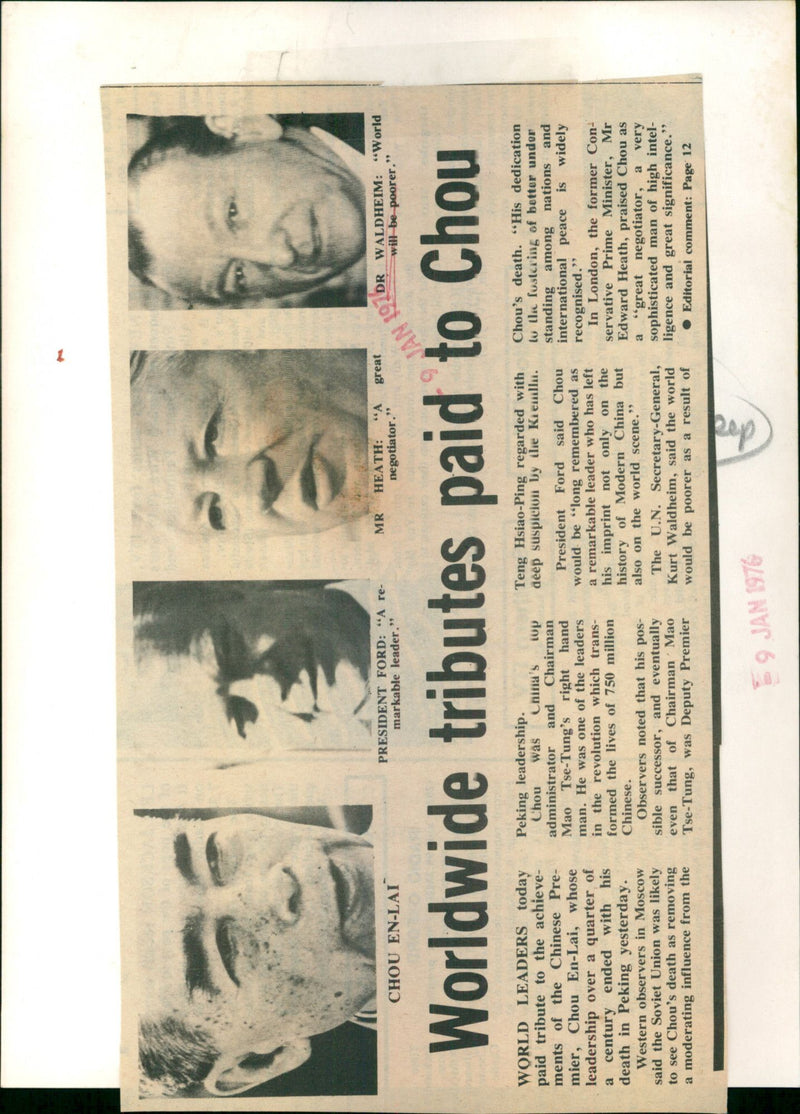 CHOU EN-LAI
PRESIDENT FORD: "A re-
markable leader."
MR HEATH: "A great
negotiator."
DR WALDHEIM: "World
will be poorer."
Worldwide tributes paid to Chou
WORLD LEADERS today
paid tribute to the achieve-
ments of the Chinese Pre-
mier, Chou En-Lai, whose
leadership over a quarter of
a century ended with his
death in Peking yesterday.
Western observers in Moscow
said the Soviet Union was likely
to see Chou's death as removing
a moderating influence from the
Peking leadership.
Chou was China's top
administrator and Chairman
Mao Tse-Tung's right hand
man. He was one of the leaders
in the revolution which trans-
formed the lives of 750 million
Chinese.
Observers noted that his pos-
sible successor, and eventually
even that of Chairman Mao
Tse-Tung, was Deputy Premier
Teng Hsiao-Ping regarded with
deep suspicion by the Kremlin.
President Ford said Chou
would be "long remembered as
a remarkable leader who has left
his imprint not only on the
history of Modern China but
also on the world scene."
The U.N. Secretary-General,
Kurt Waldheim, said the world
would be poorer as a result of
Chou's death. "His dedication
to the fostering of better under
standing among nations and
international peace is widely
recognised."
In London, the former Con-
servative Prime Minister, Mr
Edward Heath, praised Chou as
a "great negotiator, a very
sophisticated man of high intel-
ligence and great significance."
● Editorial comment: Page 12
9 JAN 1976
9 JAN 1976